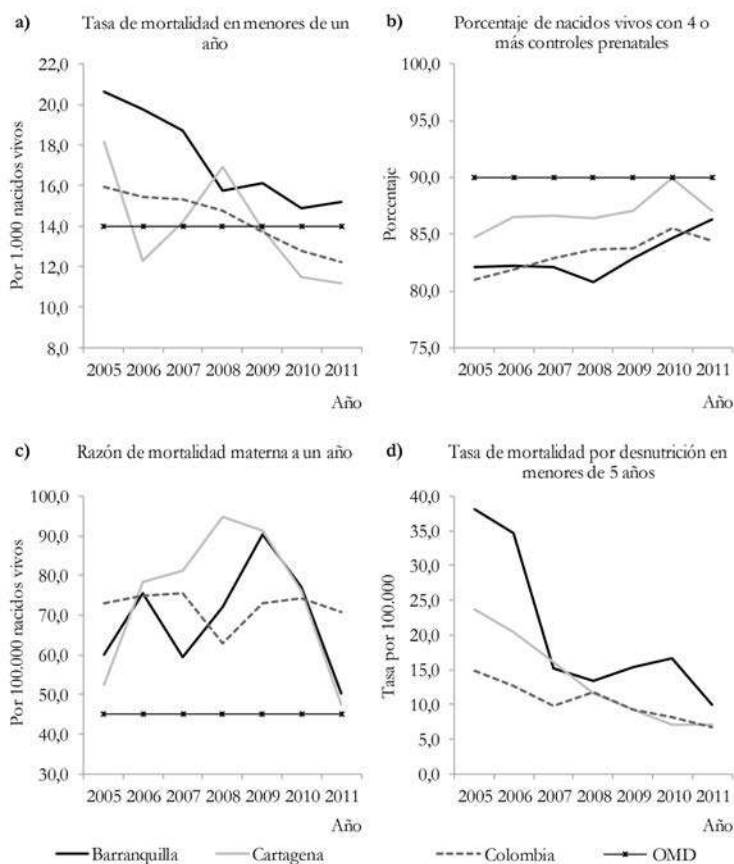 a) Tasa de mortalidad en menores de un
año
22,0
20,0
18,0
16,0
14,0
12,0
10,0
8,0
Por 1.000 nacidos vivos
2005 2006 2007 2008 2009 2010 2011
Año
b) Porcentaje de nacidos vivos con 4 o
más controles prenatales
100,0
95,0
90,0
85,0
80,0
75,0
Porcentaje
2005 2006 2007 2008 2009 2010 2011
Año
c) Razón de mortalidad materna a un año
100,0
90,0
80,0
70,0
60,0
50,0
40,0
30,0
Por 100.000 nacidos vivos
2005 2006 2007 2008 2009 2010 2011
Año
d) Tasa de mortalidad por desnutrición en
menores de 5 años
40,0
35,0
30,0
25,0
20,0
15,0
10,0
5,0
0,0
Tasa por 100.000
2005 2006 2007 2008 2009 2010 2011
Año
Barranquilla Cartagena Colombia OMD